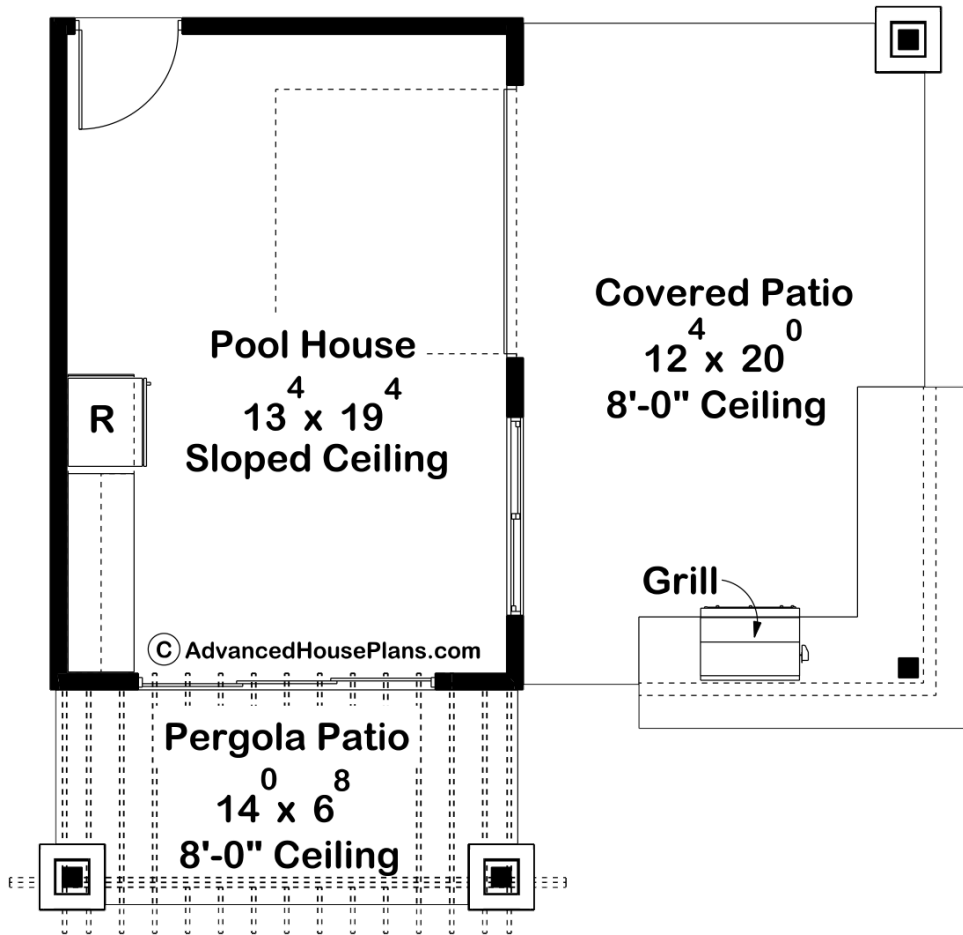 Pool House
13⁴ x 19⁴
Sloped Ceiling
Covered Patio
12⁴ x 20⁰
8'-0" Ceiling
R
Grill
© AdvancedHousePlans.com
Pergola Patio
14⁰ x 6⁸
8'-0" Ceiling